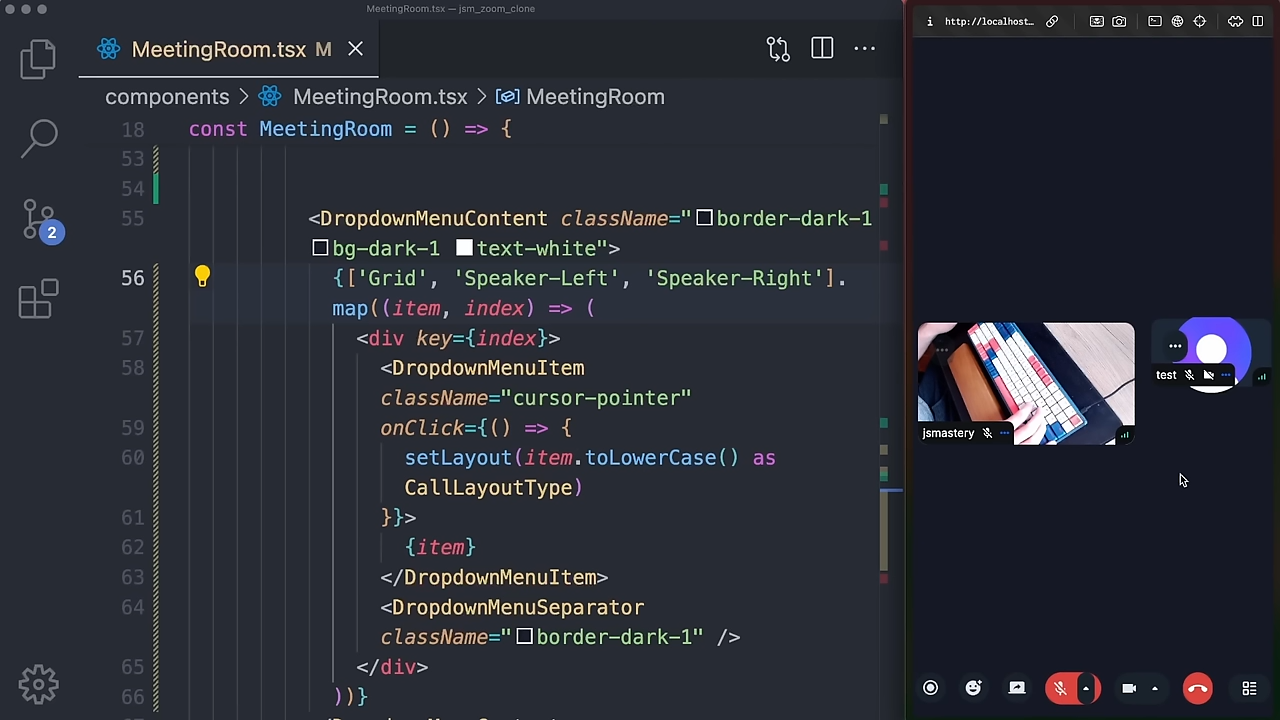 MeetingRoom.tsx — jsm_zoom_clone
MeetingRoom.tsx M
components > MeetingRoom.tsx > MeetingRoom
18 const MeetingRoom = () => {
53
54
55 <DropdownMenuContent className="border-dark-1
bg-dark-1 text-white">
56 {['Grid', 'Speaker-Left', 'Speaker-Right'].
map((item, index) => (
57 <div key={index}>
58 <DropdownMenuItem
className="cursor-pointer"
59 onClick={() => {
60 setLayout(item.toLowerCase() as
CallLayoutType)
61 }}>
62 {item}
63 </DropdownMenuItem>
64 <DropdownMenuSeparator
className="border-dark-1" />
65 </div>
66 ))}
2
http://localhost…
jsmastery
test